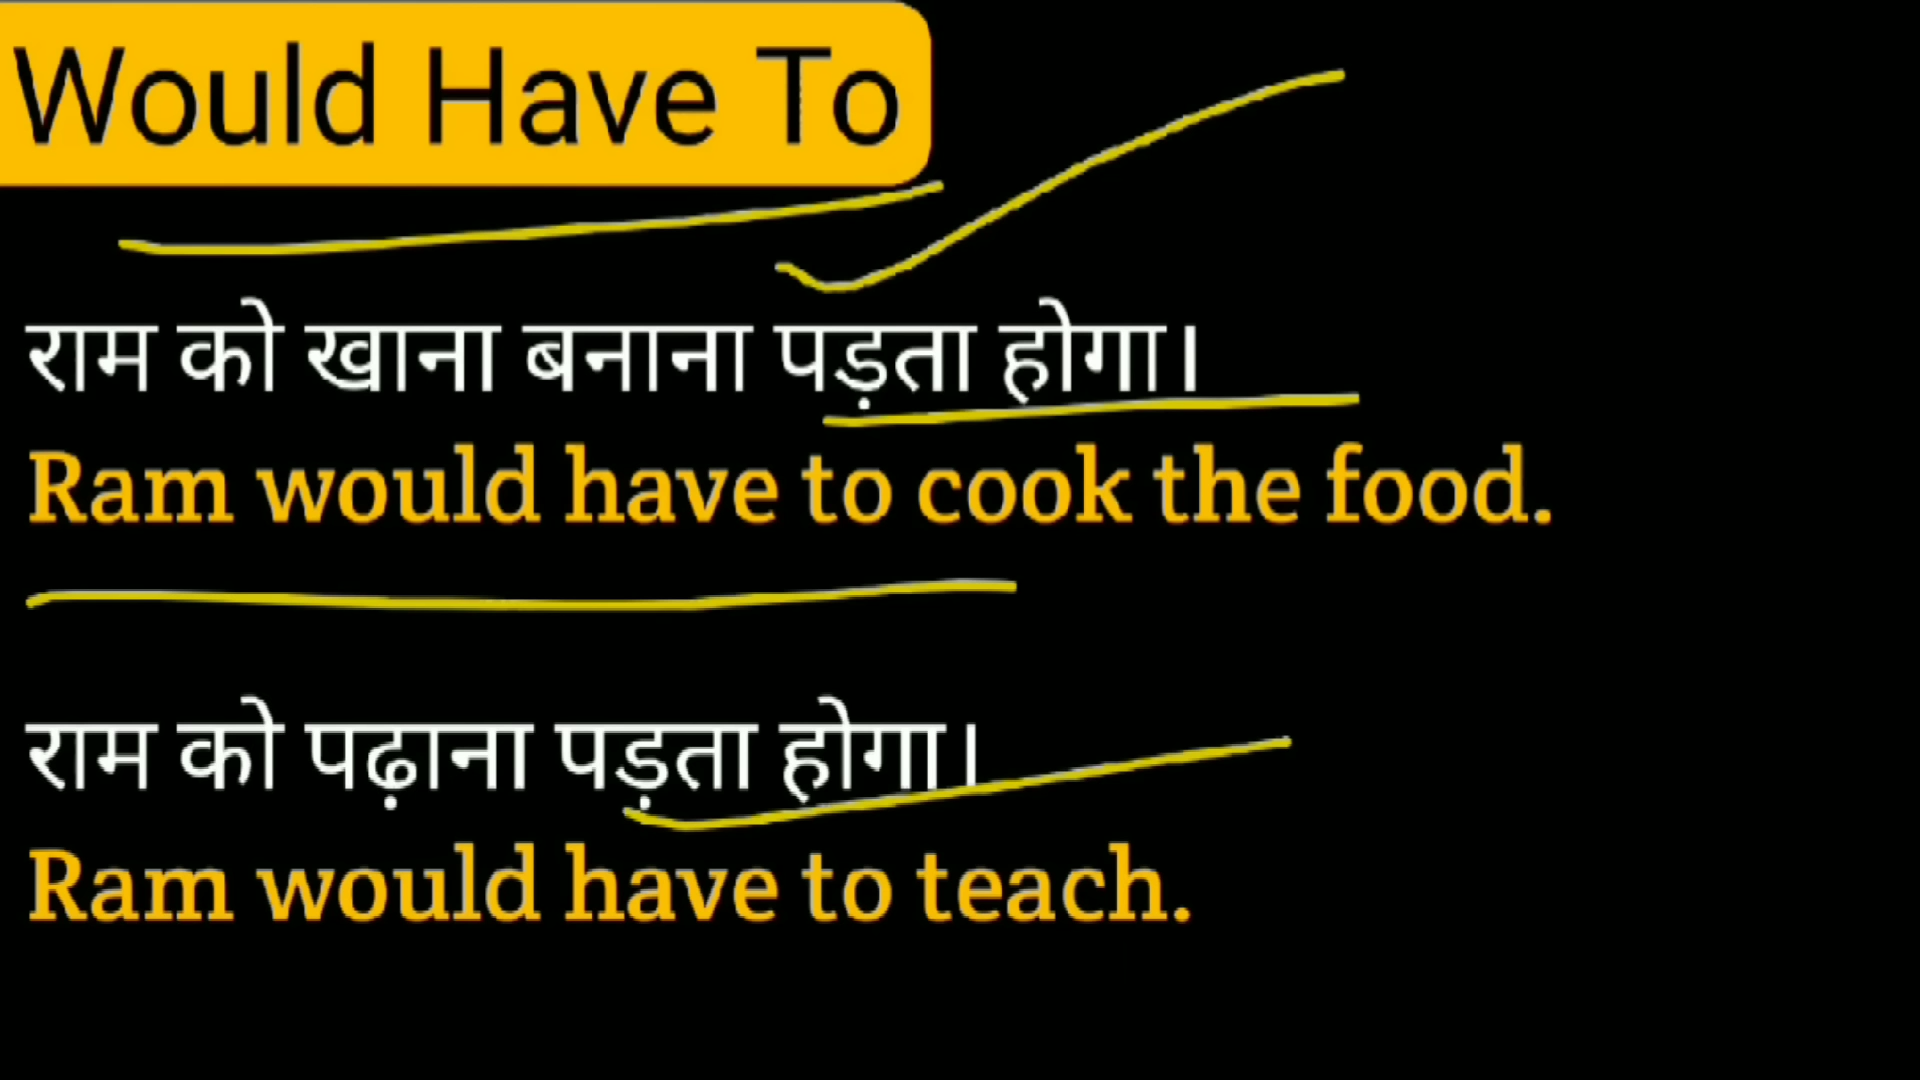 Would Have To
राम को खाना बनाना पड़ता होगा।
Ram would have to cook the food.
राम को पढ़ाना पड़ता होगा।
Ram would have to teach.